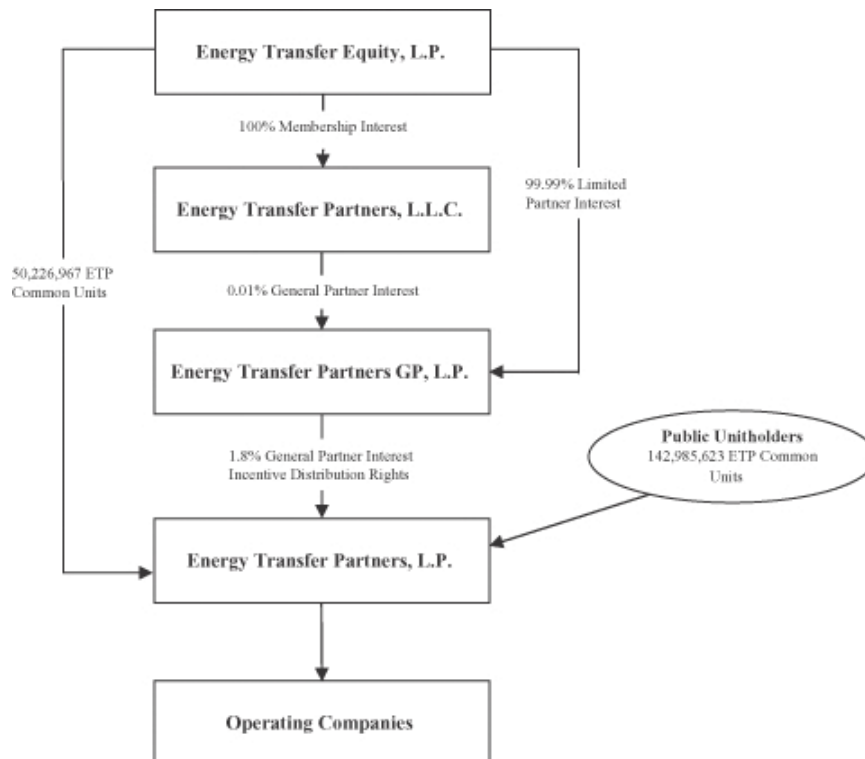 Energy Transfer Equity, L.P.
100% Membership Interest
99.99% Limited
Partner Interest
Energy Transfer Partners, L.L.C.
50,226,967 ETP
Common Units
0.01% General Partner Interest
Energy Transfer Partners GP, L.P.
1.8% General Partner Interest
Incentive Distribution Rights
Public Unitholders
142,985,623 ETP Common
Units
Energy Transfer Partners, L.P.
Operating Companies